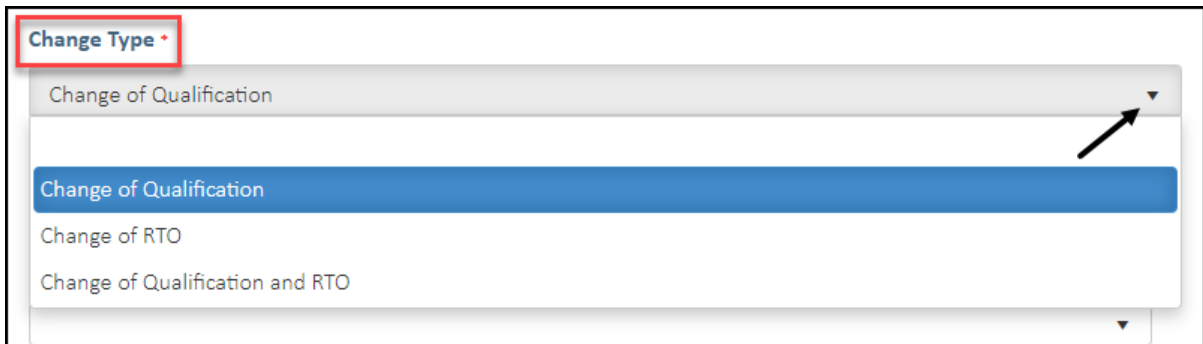 Change Type *
Change of Qualification
Change of Qualification
Change of RTO
Change of Qualification and RTO